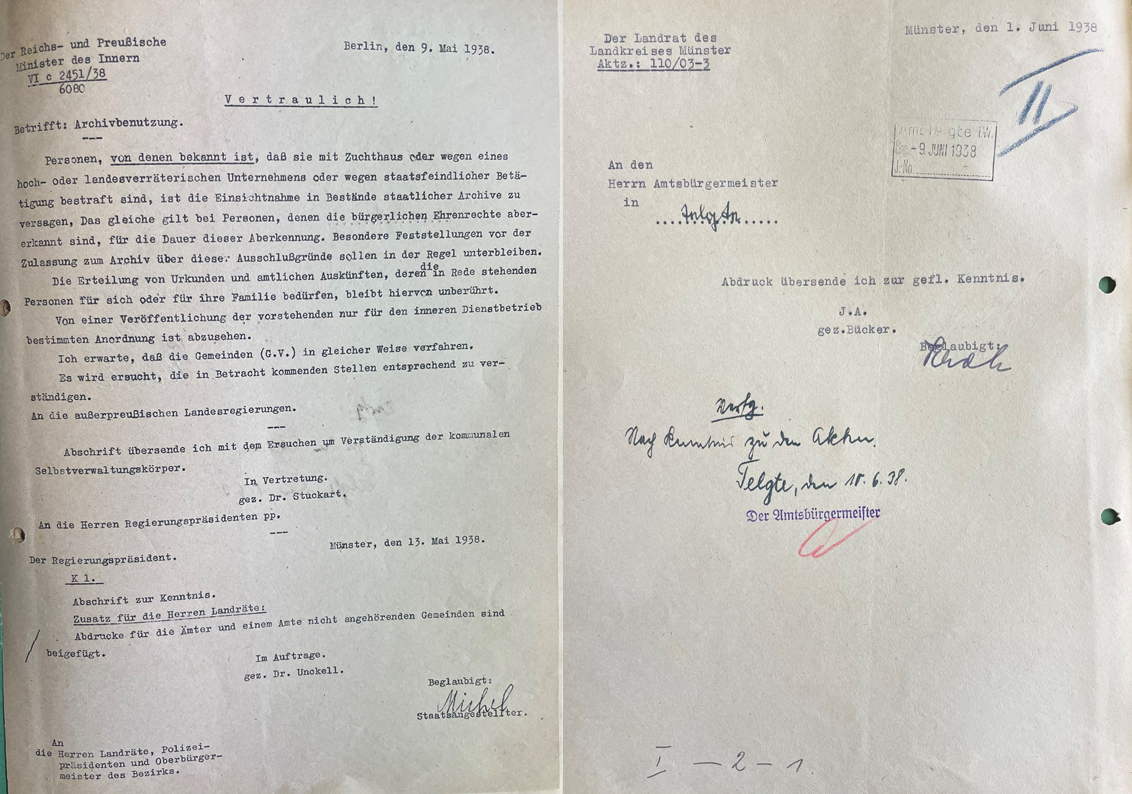 Der Reichs- und Preußische
Minister des Innern
VI c 2451/38
6080
Berlin, den 9. Mai 1938.
Vertraulich!
Betrifft: Archivbenutzung.
Personen, von denen bekannt ist, daß sie mit Zuchthaus oder wegen eines
hoch- oder landesverräterischen Unternehmens oder wegen staatsfeindlicher Betä-
tigung bestraft sind, ist die Einsichtnahme in Bestände staatlicher Archive zu
versagen, Das gleiche gilt bei Personen, denen die bürgerlichen Ehrenrechte aber-
erkannt sind, für die Dauer dieser Aberkennung. Besondere Feststellungen vor der
Zulassung zum Archiv über dieser Ausschlußgründe sollen in der Regel unterbleiben.
Die Erteilung von Urkunden und amtlichen Auskünften, deren die in Rede stehenden
Personen für sich oder für ihre Familie bedürfen, bleibt hiervon unberührt.
Von einer Veröffentlichung der vorstehenden nur für den inneren Dienstbetrieb
bestimmten Anordnung ist abzusehen.
Ich erwarte, daß die Gemeinden (G.V.) in gleicher Weise verfahren.
Es wird ersucht, die in Betracht kommenden Stellen entsprechend zu ver-
ständigen.
An die außerpreußischen Landesregierungen.
Abschrift übersende ich mit dem Ersuchen um Verständigung der kommunalen
Selbstverwaltungskörper.
In Vertretung.
gez. Dr. Stuckart.
An die Herren Regierungspräsidenten pp.
Münster, den 13. Mai 1938.
Der Regierungspräsident.
K 1.
Abschrift zur Kenntnis.
Zusatz für die Herren Landräte:
Abdrucke für die Ämter und einem Amte nicht angehörenden Gemeinden sind
beigefügt.
Im Auftrage.
gez. Dr. Unckell.
Beglaubigt:
Michel
Staatsangestellter.
An
die Herren Landräte, Polizei-
präsidenten und Oberbürger-
meister des Bezirks.
Der Landrat des
Landkreises Münster
Aktz.: 110/03-3
Münster, den 1. Juni 1938
II
Amt Telgte i.W.
-9. JUNI 1938
J.No.
An den
Herrn Amtsbürgermeister
in
Telgte
Abdruck übersende ich zur gefl. Kenntnis.
J.A.
gez.Bücker.
Beglaubigt:
Verfg.
Nach Kenntnis zu den Akten.
Telgte, den 10.6.38.
Der Amtsbürgermeister
I - 2 - 1.